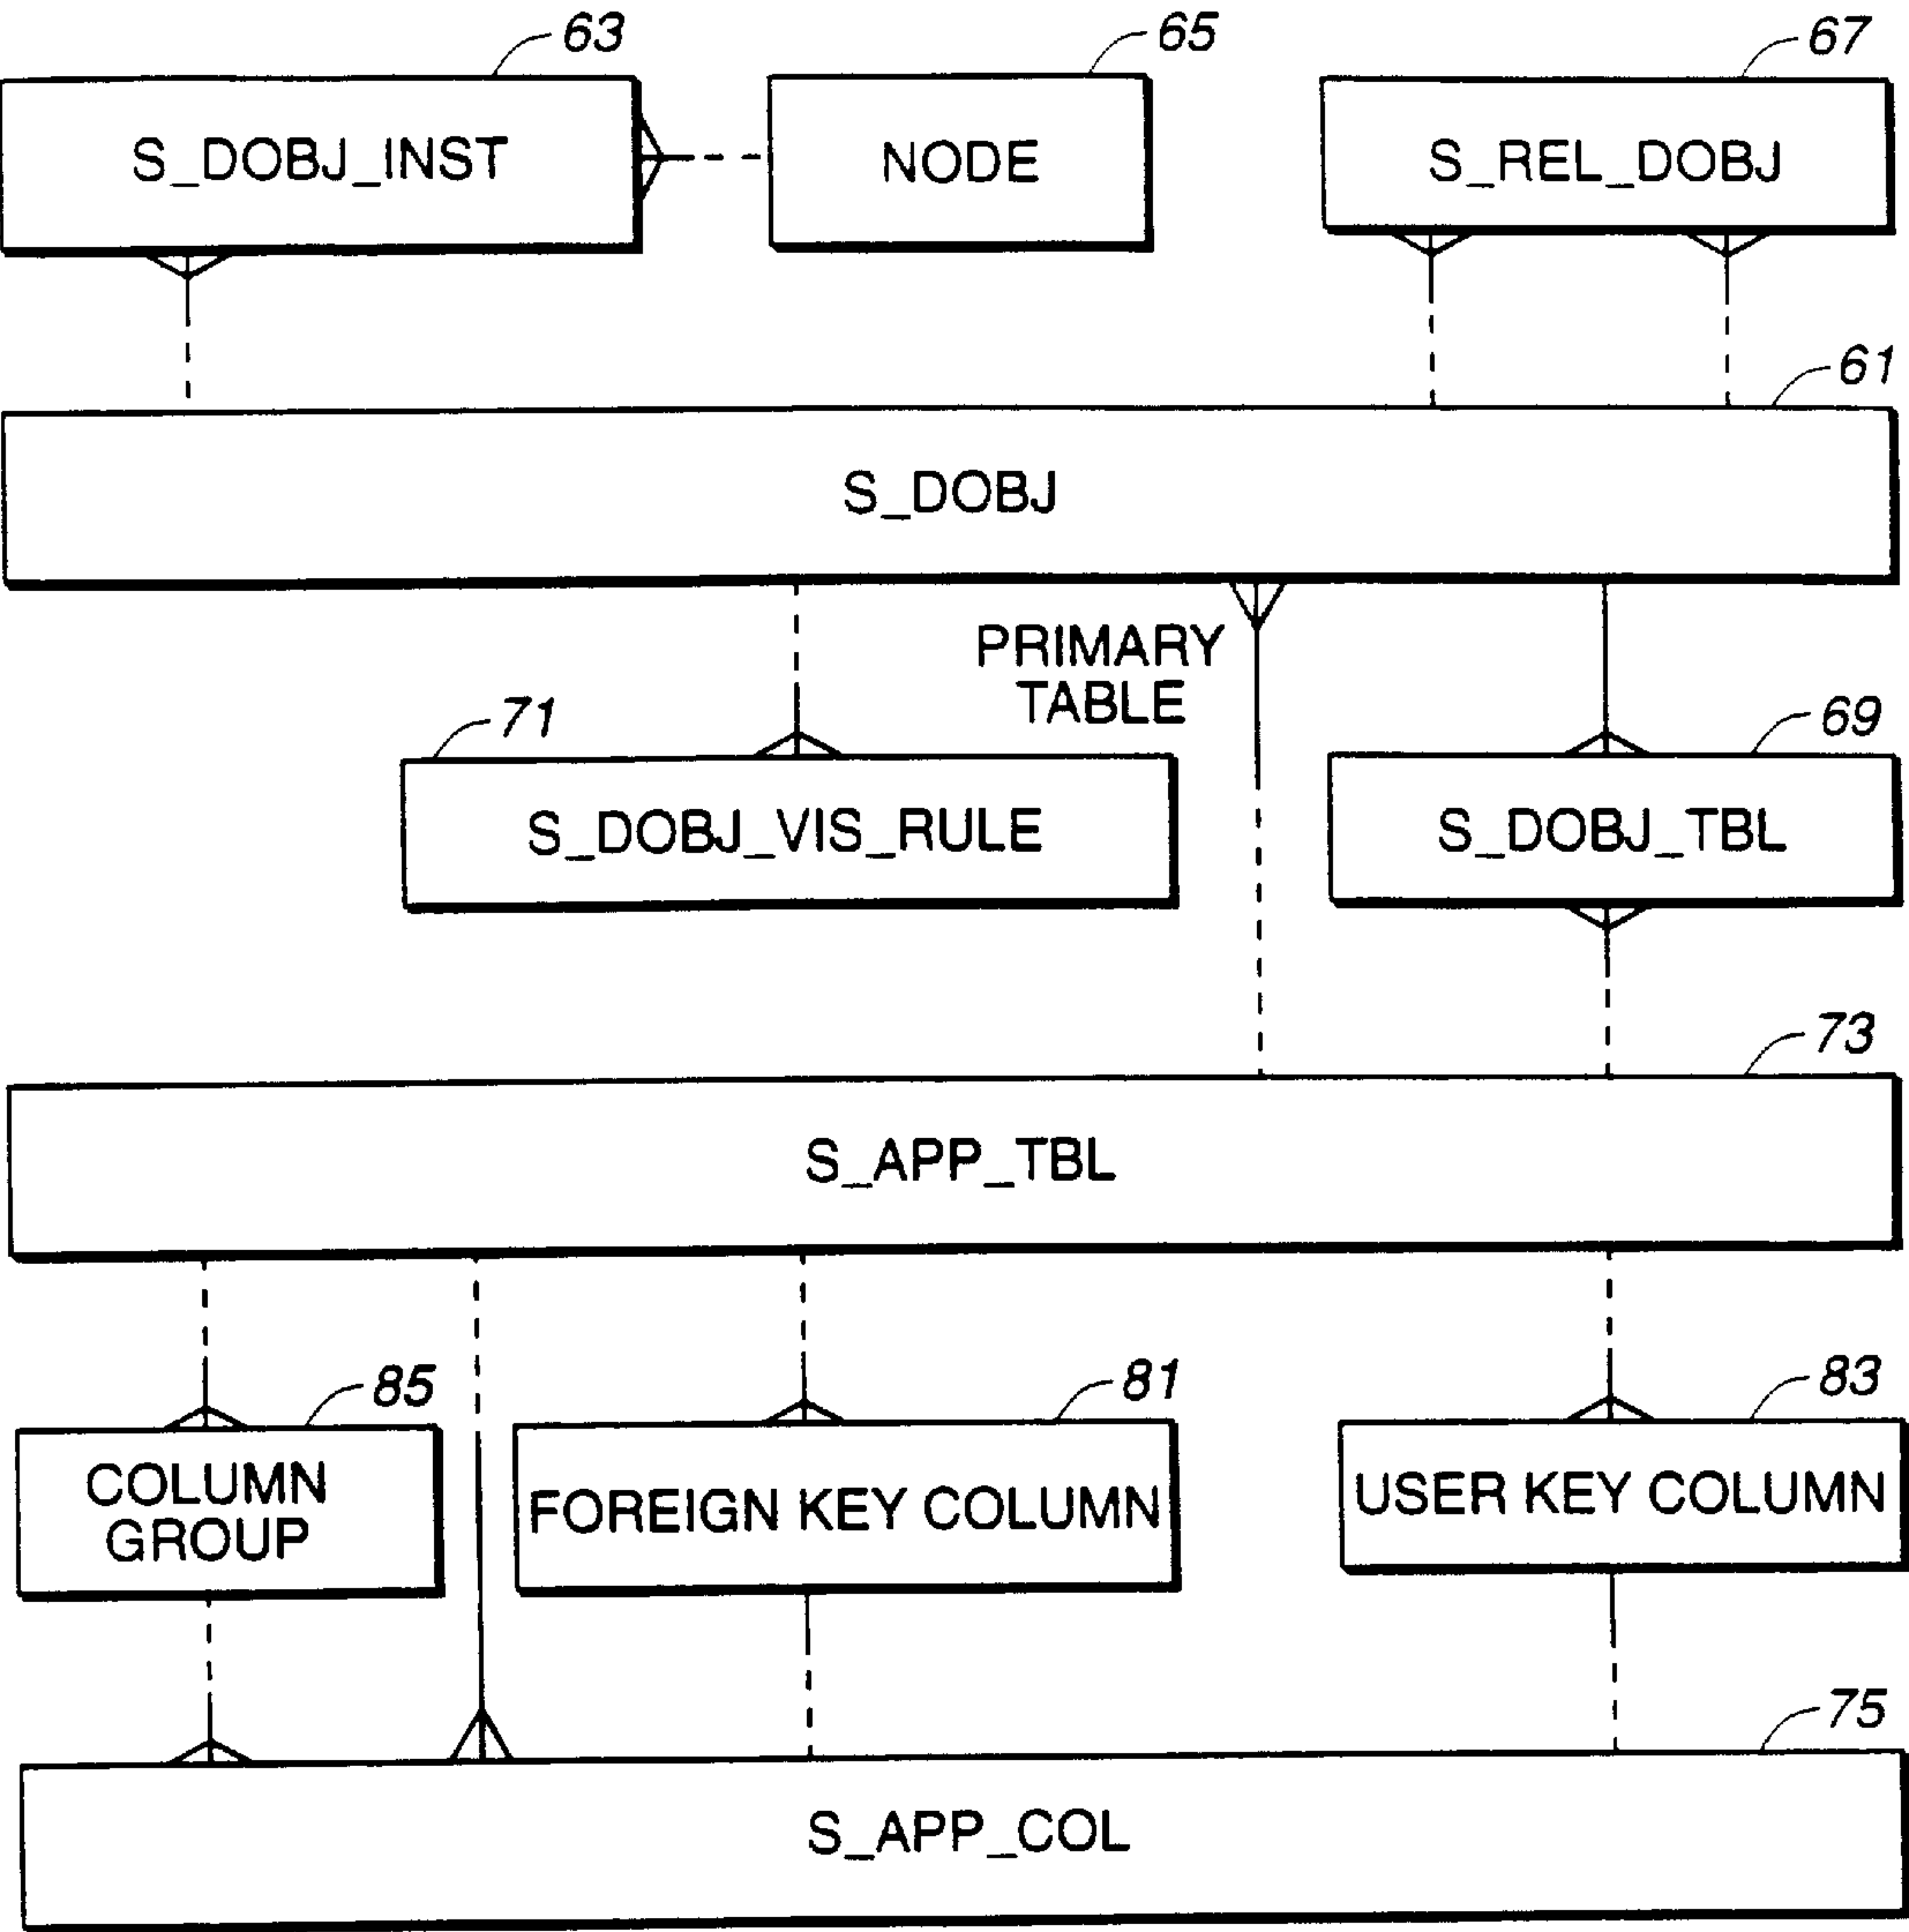 63
65
67
S_DOBJ_INST
NODE
S_REL_DOBJ
61
S_DOBJ
PRIMARY
TABLE
71
69
S_DOBJ_VIS_RULE
S_DOBJ_TBL
73
S_APP_TBL
85
81
83
COLUMN
GROUP
FOREIGN KEY COLUMN
USER KEY COLUMN
75
S_APP_COL